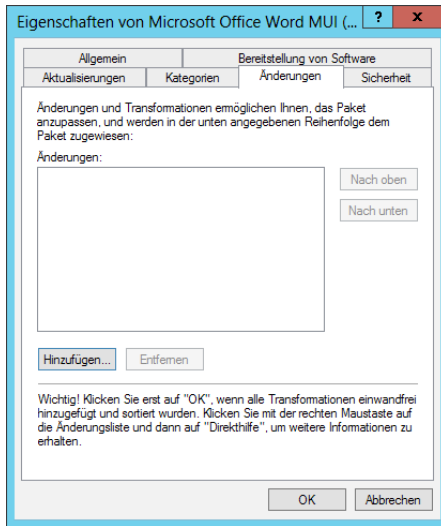 Eigenschaften von Microsoft Office Word MUI (... ? x
Allgemein Bereitstellung von Software
Aktualisierungen Kategorien Änderungen Sicherheit
Änderungen und Transformationen ermöglichen Ihnen, das Paket
anzupassen, und werden in der unten angegebenen Reihenfolge dem
Paket zugewiesen:
Änderungen:
Nach oben
Nach unten
Hinzufügen... Entfernen
Wichtig! Klicken Sie erst auf "OK", wenn alle Transformationen einwandfrei
hinzugefügt und sortiert wurden. Klicken Sie mit der rechten Maustaste auf
die Änderungsliste und dann auf "Direkthilfe", um weitere Informationen zu
erhalten.
OK Abbrechen